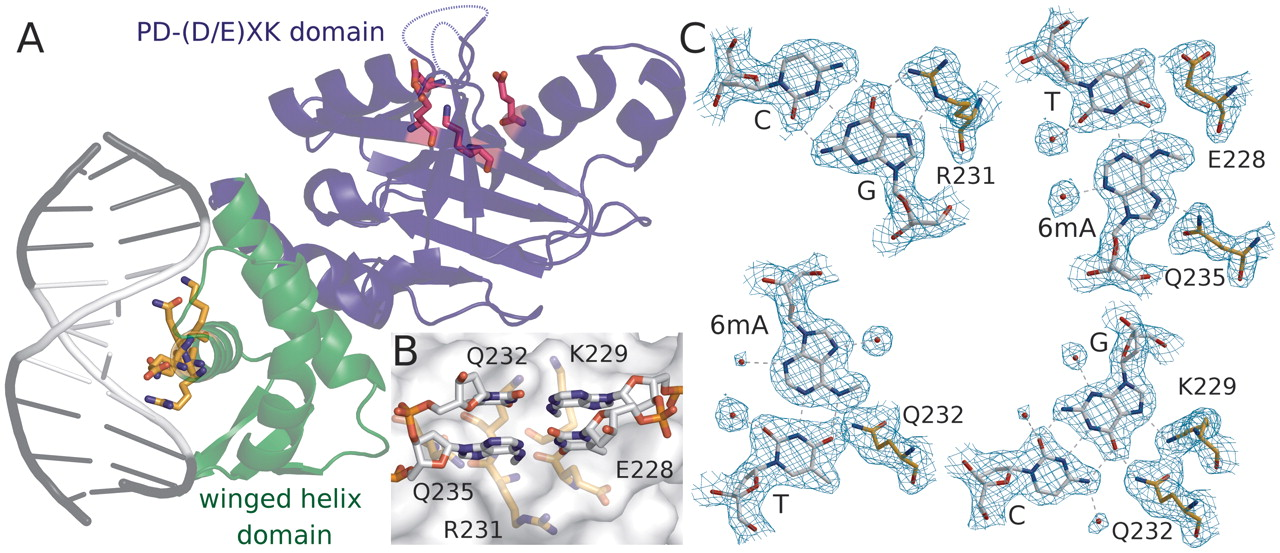 A
PD-(D/E)XK domain
winged helix
domain
B
Q232
K229
Q235
E228
R231
C
C
G
R231
T
E228
6mA
Q235
6mA
Q232
T
G
K229
C
Q232